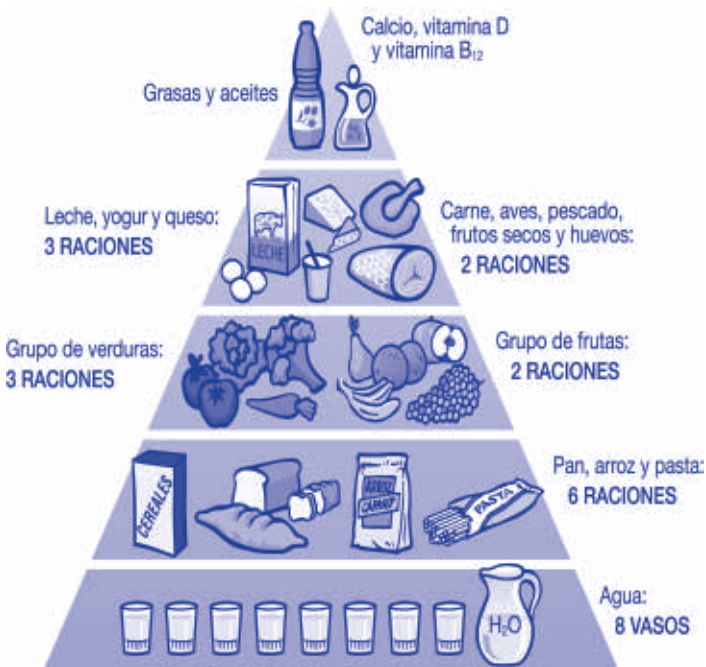 Calcio, vitamina D
y vitamina B12
Grasas y aceites
Leche, yogur y queso:
3 RACIONES
LECHE
Carne, aves, pescado,
frutos secos y huevos:
2 RACIONES
Grupo de verduras:
3 RACIONES
Grupo de frutas:
2 RACIONES
CEREALES
ARROZ
PASTA
Pan, arroz y pasta:
6 RACIONES
H₂O
Agua:
8 VASOS